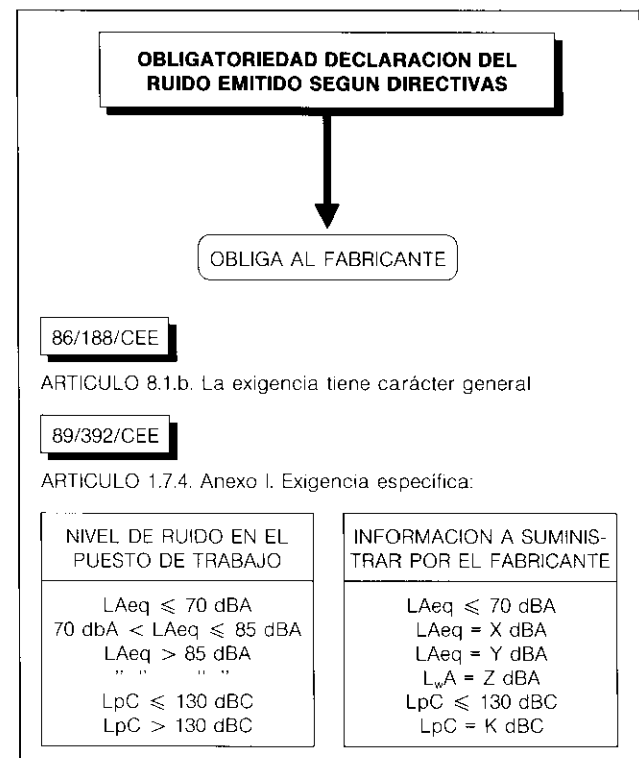 OBLIGATORIEDAD DECLARACION DEL
RUIDO EMITIDO SEGUN DIRECTIVAS
OBLIGA AL FABRICANTE
86/188/CEE
ARTICULO 8.1.b. La exigencia tiene carácter general
89/392/CEE
ARTICULO 1.7.4. Anexo I. Exigencia específica:
NIVEL DE RUIDO EN EL
PUESTO DE TRABAJO
LAeq ⩽ 70 dBA
70 dbA < LAeq ⩽ 85 dBA
LAeq > 85 dBA
" " " "
LpC ⩽ 130 dBC
LpC > 130 dBC
INFORMACION A SUMINIS-
TRAR POR EL FABRICANTE
LAeq ⩽ 70 dBA
LAeq = X dBA
LAeq = Y dBA
LwA = Z dBA
LpC ⩽ 130 dBC
LpC = K dBC